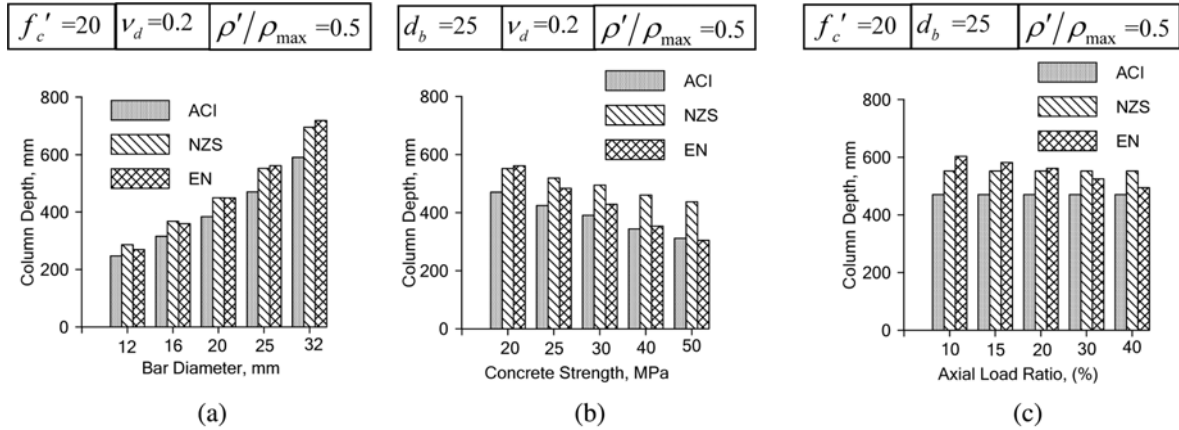 f_c' =20 ν_d=0.2 ρ'/ρ_max =0.5
ACI
NZS
EN
Column Depth, mm
800
600
400
200
0
12 16 20 25 32
Bar Diameter, mm
(a)
d_b =25 ν_d=0.2 ρ'/ρ_max =0.5
ACI
NZS
EN
Column Depth, mm
800
600
400
200
0
20 25 30 40 50
Concrete Strength, MPa
(b)
f_c' =20 d_b =25 ρ'/ρ_max =0.5
ACI
NZS
EN
Column Depth, mm
800
600
400
200
0
10 15 20 30 40
Axial Load Ratio, (%)
(c)